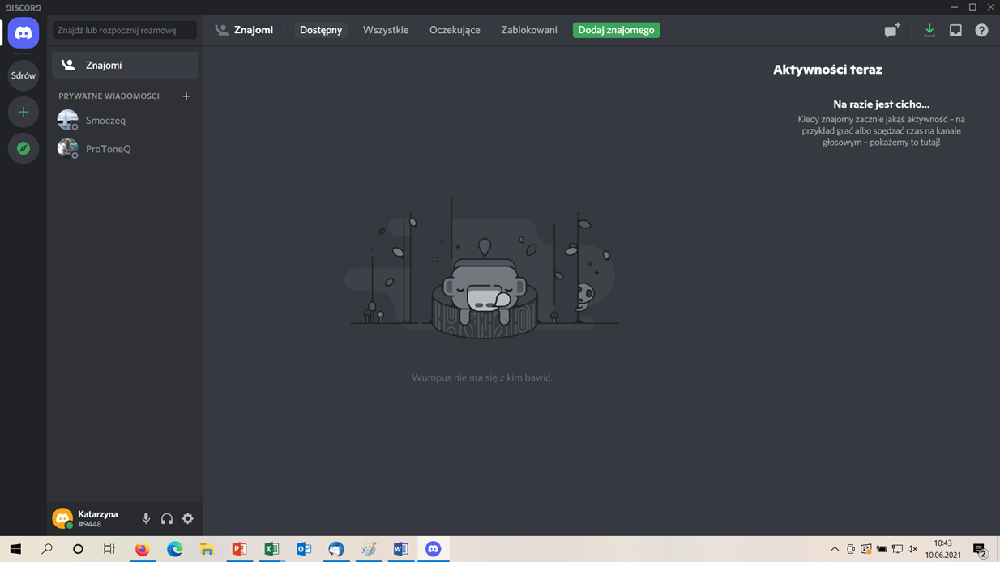 DISCORD
Znajdź lub rozpocznij rozmowę
Znajomi
Dostępny
Wszystkie
Oczekujące
Zablokowani
Dodaj znajomego
Sdrów
Znajomi
PRYWATNE WIADOMOŚCI
Smoczeq
ProToneQ
Aktywności teraz
Na razie jest cicho...
Kiedy znajomy zacznie jakąś aktywność – na
przykład grać albo spędzać czas na kanale
głosowym – pokażemy to tutaj!
Wumpus nie ma się z kim bawić.
Katarzyna
#9448
10:43
10.06.2021
2